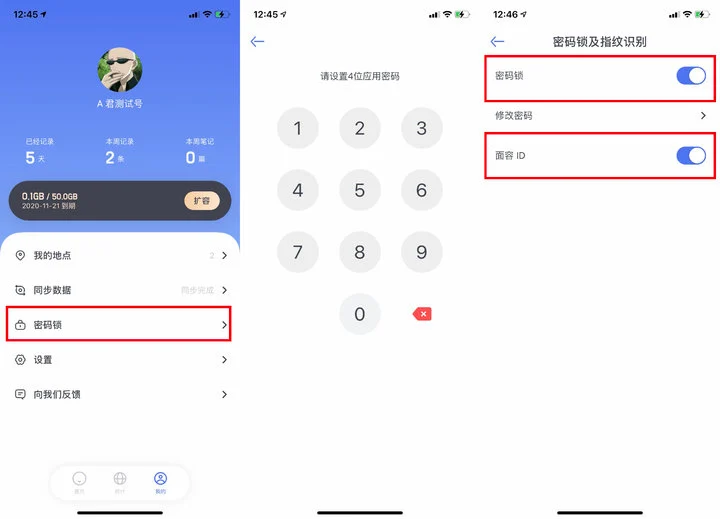 12:45
A 君测试号
已经记录
本周记录
本周笔记
5 天
2 条
0 篇
0.1GB / 50.0GB
2020-11-21 到期
扩容
我的地点
2
同步数据
同步完成
密码锁
设置
向我们反馈
我的
12:45
请设置4位应用密码
1 2 3
4 5 6
7 8 9
0
12:46
密码锁及指纹识别
密码锁
修改密码
面容 ID